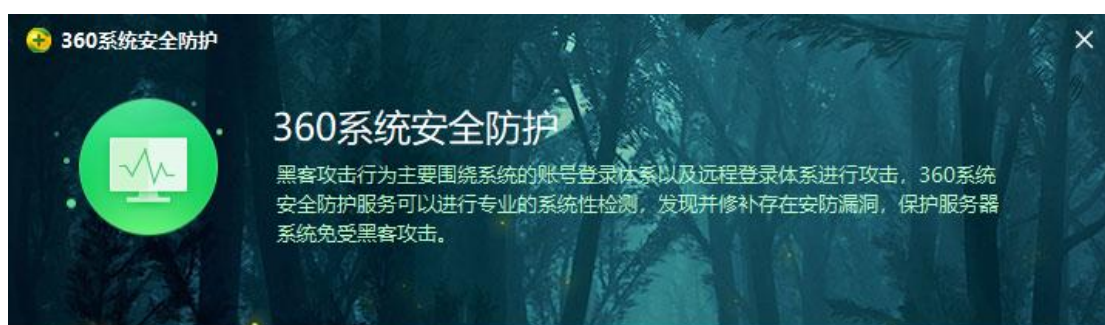 360系统安全防护
360系统安全防护
黑客攻击行为主要围绕系统的账号登录体系以及远程登录体系进行攻击，360系统
安全防护服务可以进行专业的系统性检测，发现并修补存在安防漏洞，保护服务器
系统免受黑客攻击。